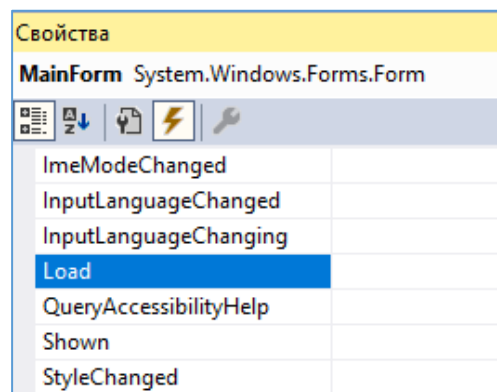 Свойства
MainForm System.Windows.Forms.Form
ImeModeChanged
InputLanguageChanged
InputLanguageChanging
Load
QueryAccessibilityHelp
Shown
StyleChanged